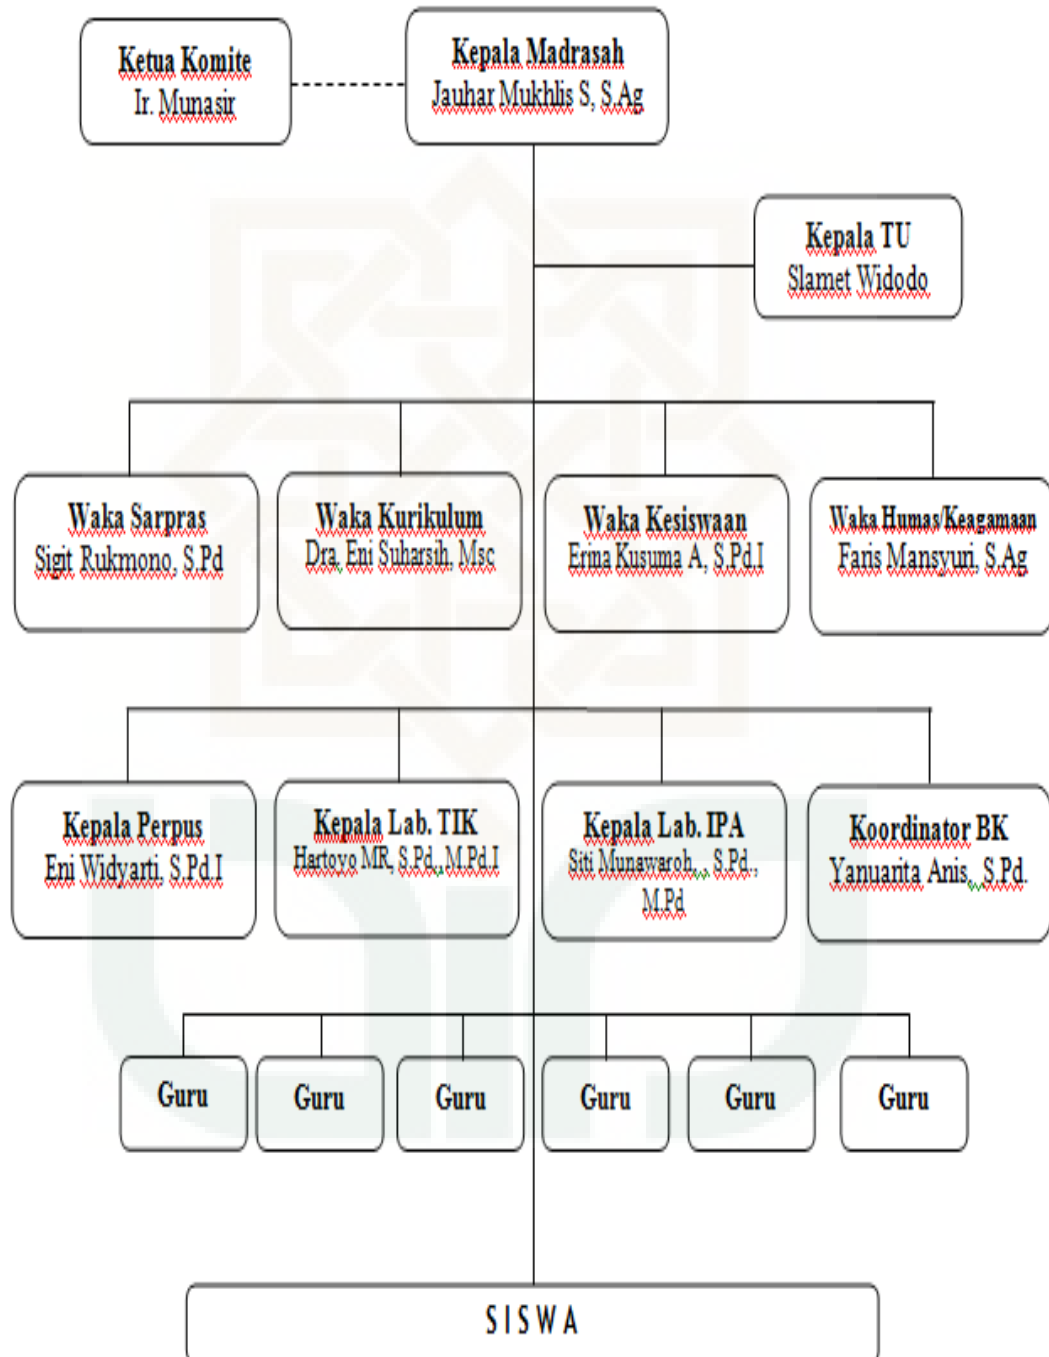 Ketua Komite
Ir. Munasir
Kepala Madrasah
Jauhar Mukhlis S, S.Ag
Kepala TU
Slamet Widodo
Waka Sarpras
Sigit Rukmono, S.Pd
Waka Kurikulum
Dra, Eni Suharsih, Msc
Waka Kesiswaan
Erina Kusuma A, S.Pd.I
Waka Humas/Keagamaan
Faris Mansyuri, S.Ag
Kepala Perpus
Eni Widyarti, S.Pd.I
Kepala Lab. TIK
Hartoyo MR, S.Pd,, M.Pd.I
Kepala Lab. IPA
Siti Munawaroh, , S.Pd.,
M.Pd
Koordinator BK
Yanuarita Anis, S.Pd.
Guru
Guru
Guru
Guru
Guru
Guru
SISWA